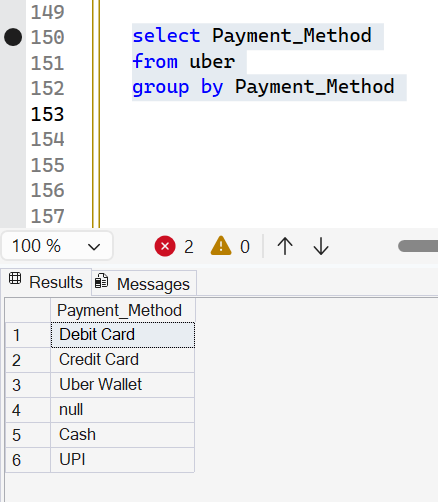 149
150 select Payment_Method
151 from uber
152 group by Payment_Method
153
154
155
156
157
100 % 2 0
Results Messages
Payment_Method
1 Debit Card
2 Credit Card
3 Uber Wallet
4 null
5 Cash
6 UPI